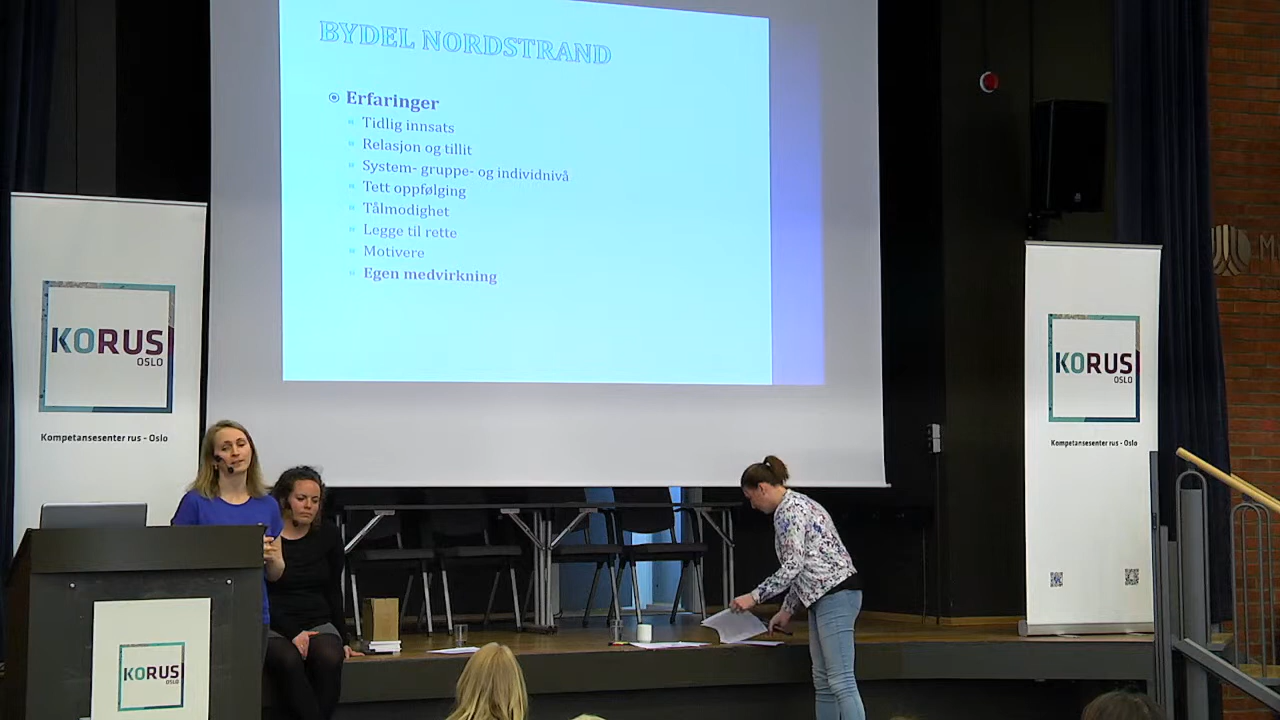 BYDEL NORDSTRAND
Erfaringer
Tidlig innsats
Relasjon og tillit
System- gruppe- og individnivå
Tett oppfølging
Tålmodighet
Legge til rette
Motivere
Egen medvirkning
KORUS
OSLO
Kompetansesenter rus - Oslo
KORUS
OSLO
Kompetansesenter rus - Oslo
KORUS
OSLO